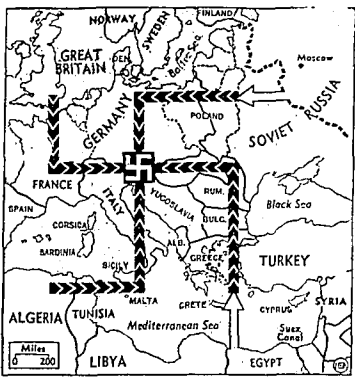 NORWAY
SWEDEN
FINLAND
GREAT
BRITAIN
DEN.
Baltic Sea
Moscow
GERMANY
POLAND
SOVIET RUSSIA
FRANCE
ITALY
YUGOSLAVIA
RUM.
BULG.
Black Sea
SPAIN
CORSICA
SARDINIA
ALB.
GREECE
TURKEY
SICILY
MALTA
CRETE
CYPRUS
SYRIA
ALGERIA
TUNISIA
Mediterranean Sea
Suez
Canal
Miles
0 200
LIBYA
EGYPT